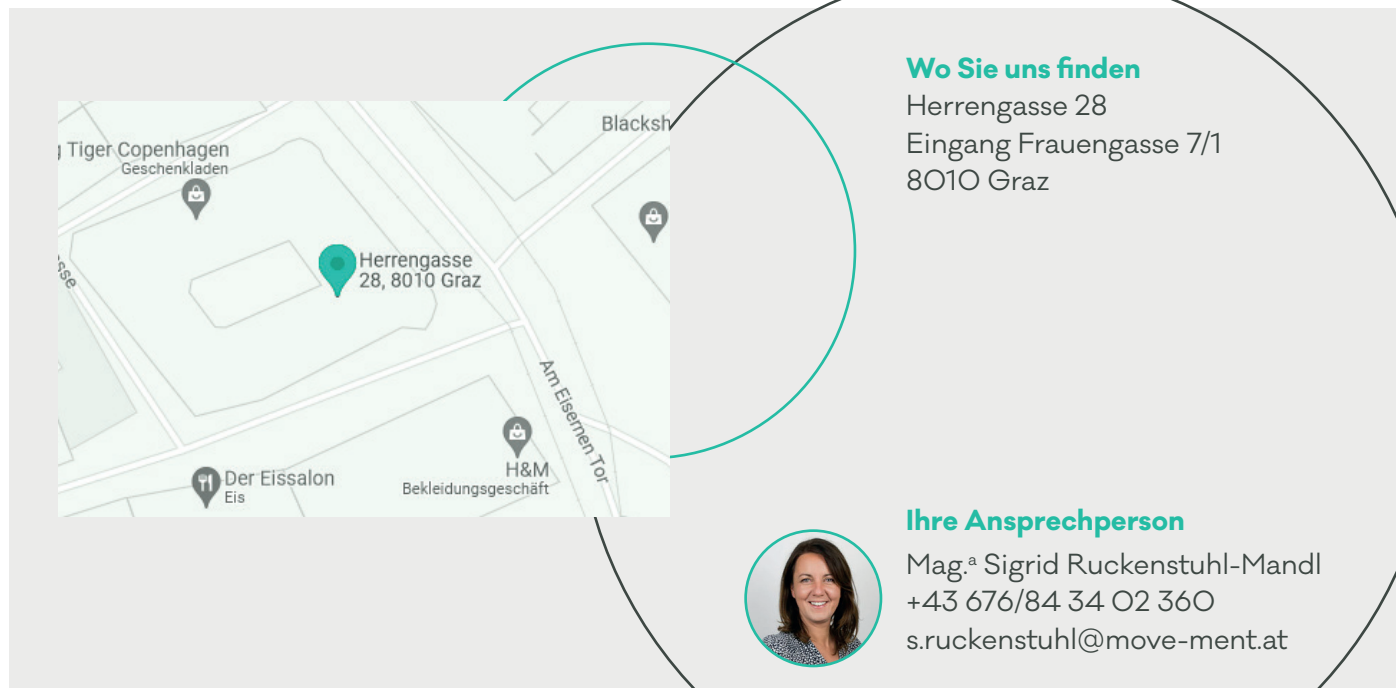 Wo Sie uns finden
Herrengasse 28
Eingang Frauengasse 7/1
8010 Graz
Tiger Copenhagen
Geschenkladen
Herrengasse
28, 8010 Graz
Am Eisernen Tor
H&M
Bekleidungsgeschäft
Der Eissalon
Eis
Ihre Ansprechperson
Mag.ᵃ Sigrid Ruckenstuhl-Mandl
+43 676/84 34 02 360
s.ruckenstuhl@move-ment.at